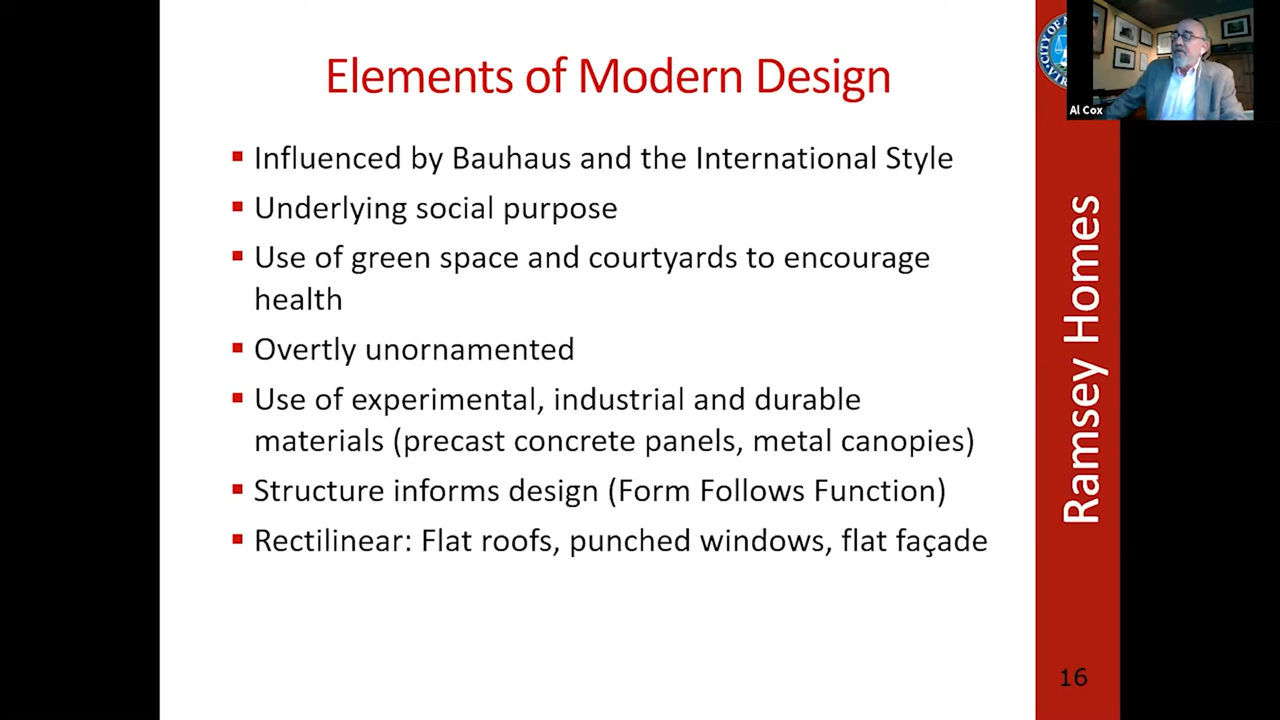 Elements of Modern Design
Influenced by Bauhaus and the International Style
Underlying social purpose
Use of green space and courtyards to encourage
health
Overtly unornamented
Use of experimental, industrial and durable
materials (precast concrete panels, metal canopies)
Structure informs design (Form Follows Function)
Rectilinear: Flat roofs, punched windows, flat façade
CITY OF
Al Cox
Ramsey Homes
16